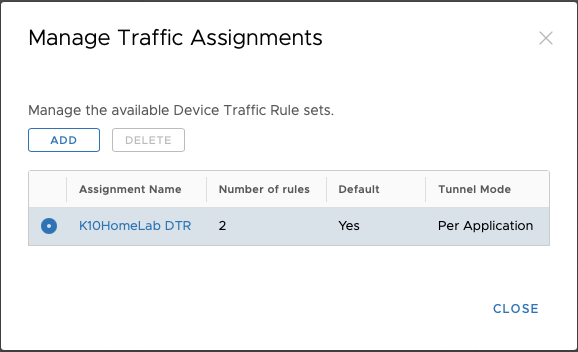 Manage Traffic Assignments
Manage the available Device Traffic Rule sets.
ADD DELETE
Assignment Name Number of rules Default Tunnel Mode
K10HomeLab DTR 2 Yes Per Application
CLOSE